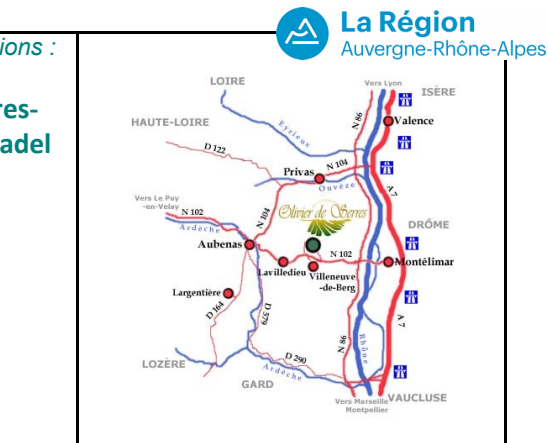 La Région
Auvergne-Rhône-Alpes
ions :
res-
adel
LOIRE
Vers Lyon
ISÈRE
N 86
HAUTE-LOIRE
Eyrieux
Valence
D 122
Privas
N 104
Ouvèze
A 7
Vers Le Puy
-en-Velay
N 102
Ardèche
N 104
Olivier de Serres
DRÔME
Aubenas
N 102
Lavilledieu
Villeneuve
-de-Berg
Montélimar
Largentière
D 164
D 579
A 7
N 86
Rhône
LOZÈRE
D 290
Ardèche
GARD
Vers Marseille
Montpellier
VAUCLUSE